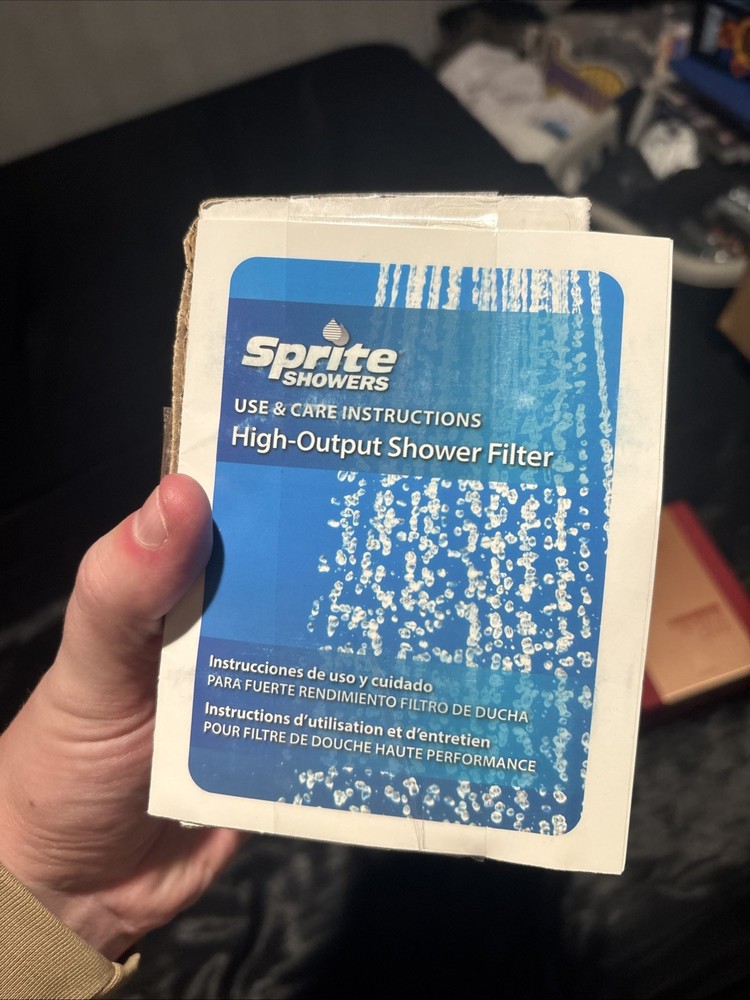 Sprite
SHOWERS
USE & CARE INSTRUCTIONS
High-Output Shower Filter
Instrucciones de uso y cuidado
PARA FUERTE RENDIMIENTO FILTRO DE DUCHA
Instructions d'utilisation et d'entretien
POUR FILTRE DE DOUCHE HAUTE PERFORMANCE